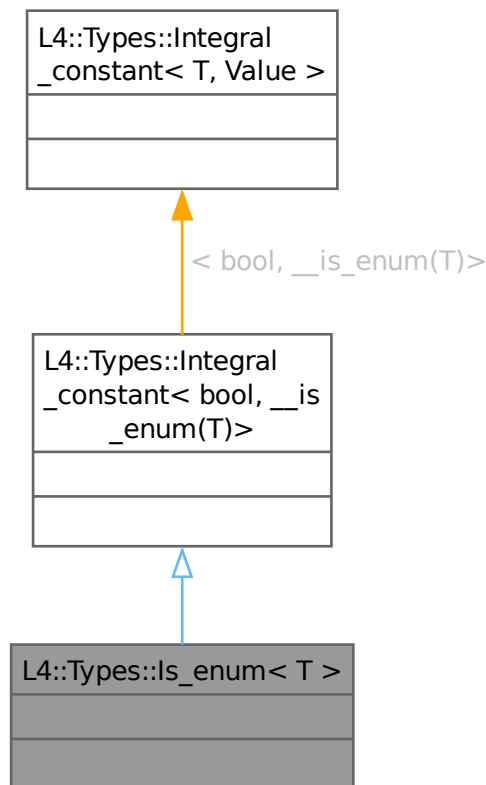 L4::Types::Integral
_constant< T, Value >
< bool, __is_enum(T)>
L4::Types::Integral
_constant< bool, __is
_enum(T)>
L4::Types::Is_enum< T >